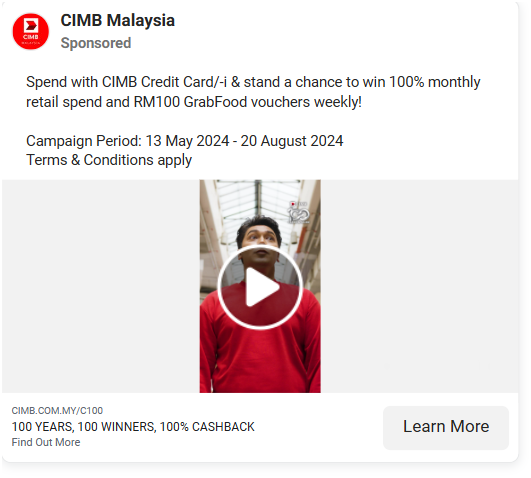 CIMB
MALAYSIA
CIMB Malaysia
Sponsored
Spend with CIMB Credit Card/-i & stand a chance to win 100% monthly
retail spend and RM100 GrabFood vouchers weekly!
Campaign Period: 13 May 2024 - 20 August 2024
Terms & Conditions apply
CIMB.COM.MY/C100
100 YEARS, 100 WINNERS, 100% CASHBACK
Find Out More
Learn More